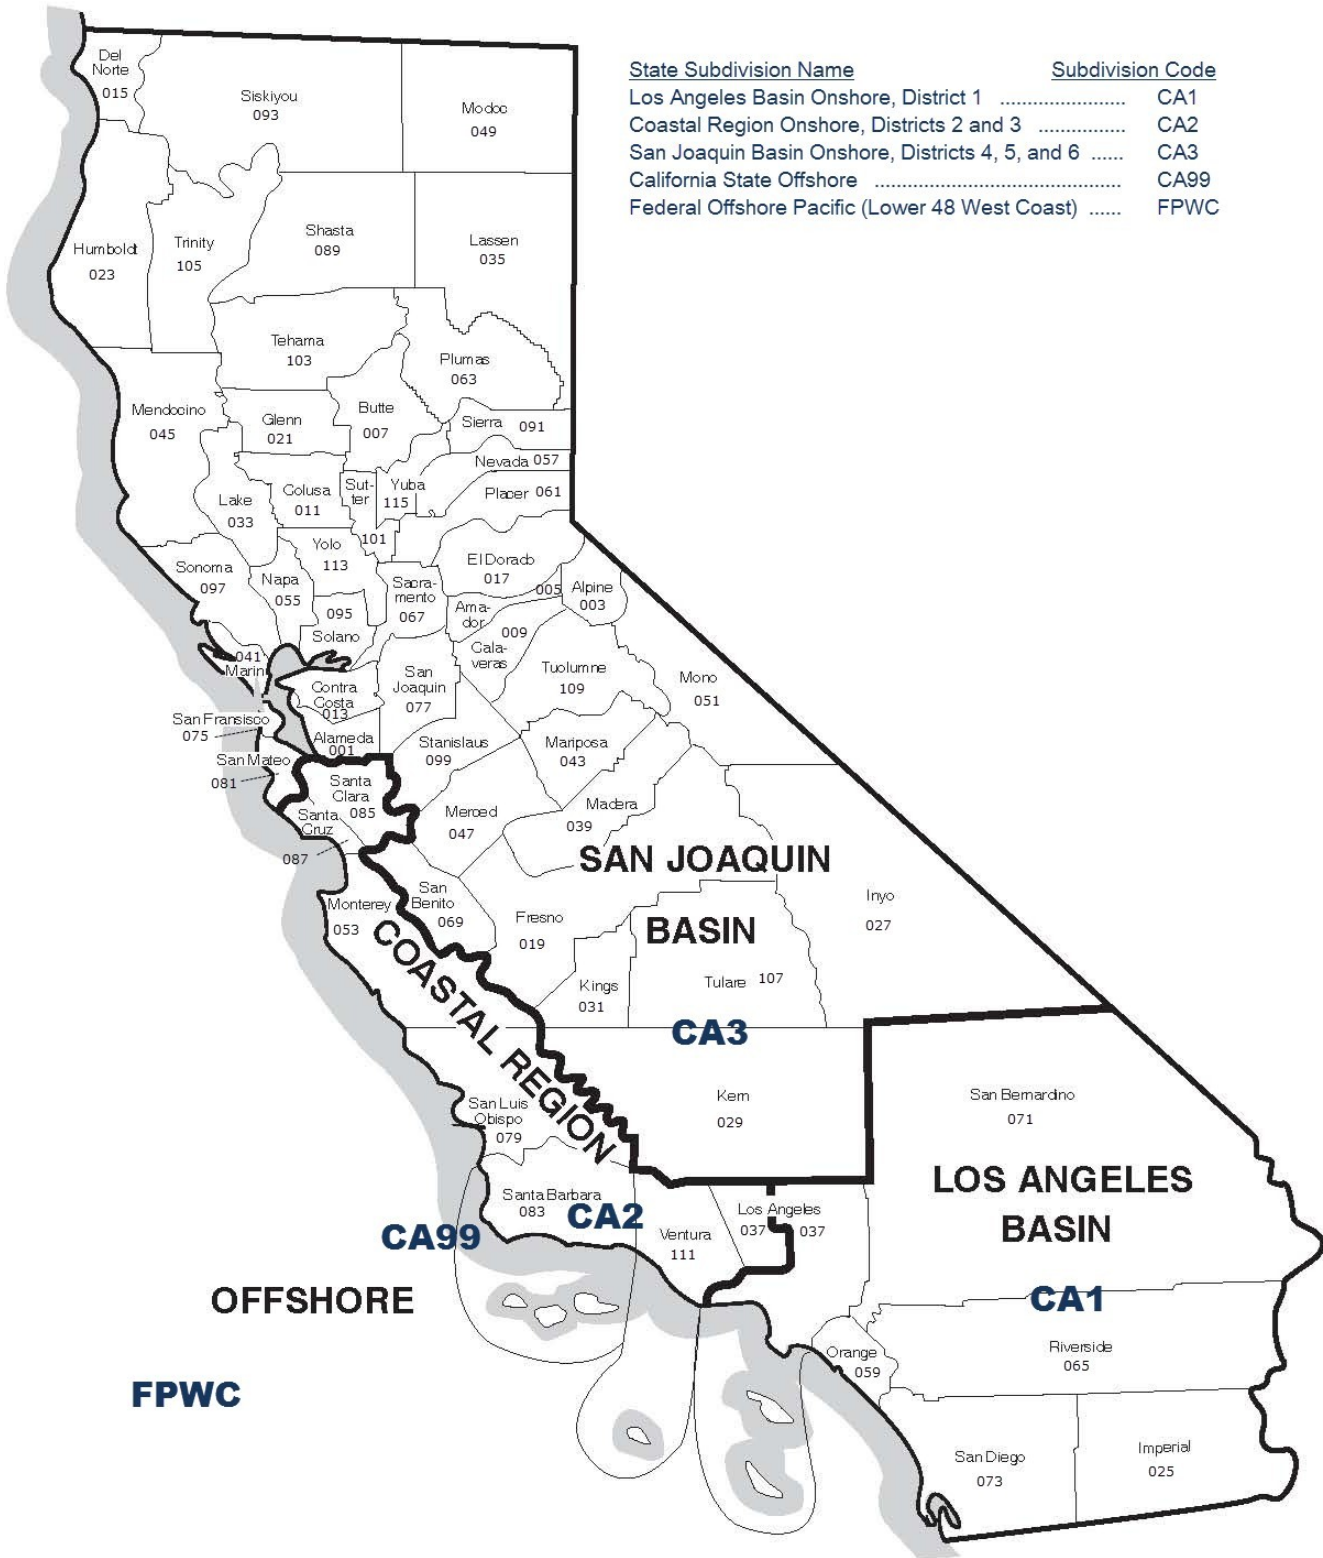 State Subdivision Name Subdivision Code
Los Angeles Basin Onshore, District 1 ....................... CA1
Coastal Region Onshore, Districts 2 and 3 ................ CA2
San Joaquin Basin Onshore, Districts 4, 5, and 6 ...... CA3
California State Offshore ............................................. CA99
Federal Offshore Pacific (Lower 48 West Coast) ...... FPWC
Del
Norte
015
Siskiyou
093
Modoc
049
Humboldt
023
Trinity
105
Shasta
089
Lassen
035
Tehama
103
Plumas
063
Mendocino
045
Glenn
021
Butte
007
Sierra 091
Nevada 057
Placer 061
Lake
033
Colusa
011
Sut-
ter
101
Yuba
115
Sonoma
097
Napa
055
Yolo
113
El Dorado
017
Sacra-
mento
067
005
Ama-
dor
Alpine
003
095
Solano
009
Cala-
veras
041
Marin
Contra
Costa
013
San
Joaquin
077
Tuolumne
109
Mono
051
San Fransisco
075
Alameda
001
Stanislaus
099
Mariposa
043
San Mateo
081
Santa
Clara
085
Santa
Cruz
087
Merced
047
Madera
039
SAN JOAQUIN
BASIN
CA3
Monterey
053
San
Benito
069
Fresno
019
Inyo
027
Kings
031
Tulare 107
COASTAL REGION
CA2
San Luis
Obispo
079
Kern
029
San Bernardino
071
Santa Barbara
083
Ventura
111
Los Angeles
037 037
LOS ANGELES
BASIN
CA1
CA99
OFFSHORE
FPWC
Orange
059
Riverside
065
San Diego
073
Imperial
025